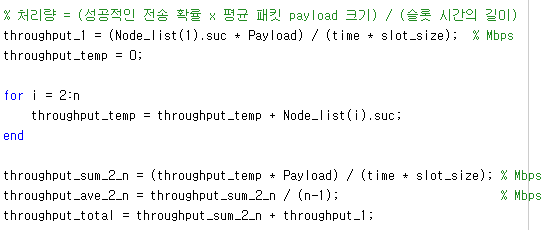 % 처리량 = (성공적인 전송 확률 x 평균 패킷 payload 크기) / (슬롯 시간의 길이)
throughput_1 = (Node_list(1).suc * Payload) / (time * slot_size);  % Mbps
throughput_temp = 0;
for i = 2:n
    throughput_temp = throughput_temp + Node_list(i).suc;
end
throughput_sum_2_n = (throughput_temp * Payload) / (time * slot_size); % Mbps
throughput_ave_2_n = throughput_sum_2_n / (n-1);                       % Mbps
throughput_total = throughput_sum_2_n + throughput_1;